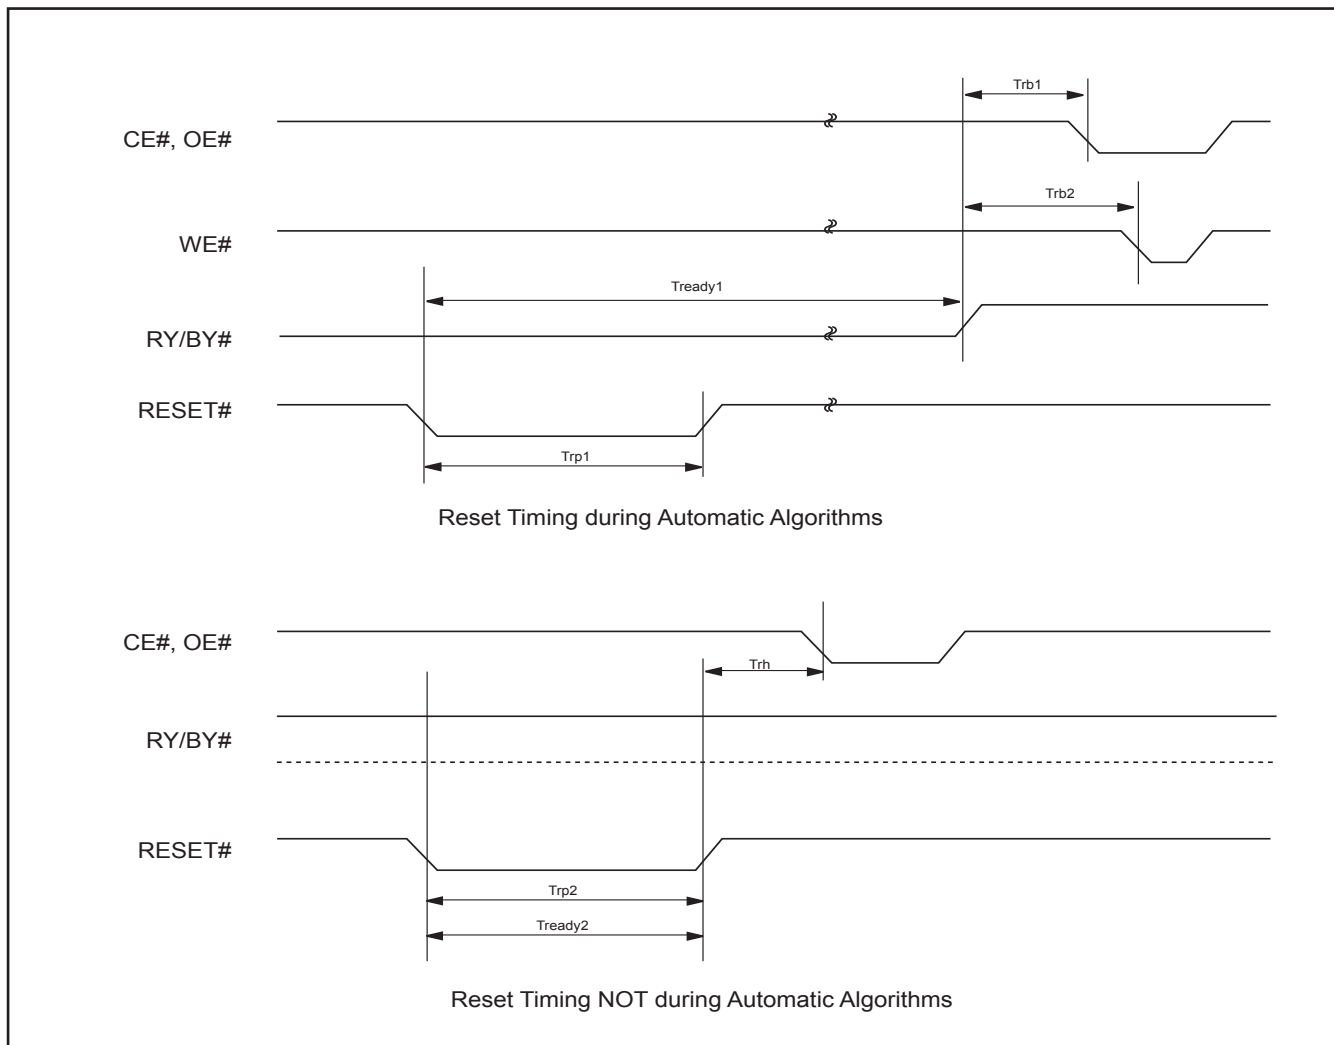 Trb1
CE#, OE#
Trb2
WE#
Tready1
RY/BY#
RESET#
Trp1
Reset Timing during Automatic Algorithms
CE#, OE#
Trh
RY/BY#
RESET#
Trp2
Tready2
Reset Timing NOT during Automatic Algorithms